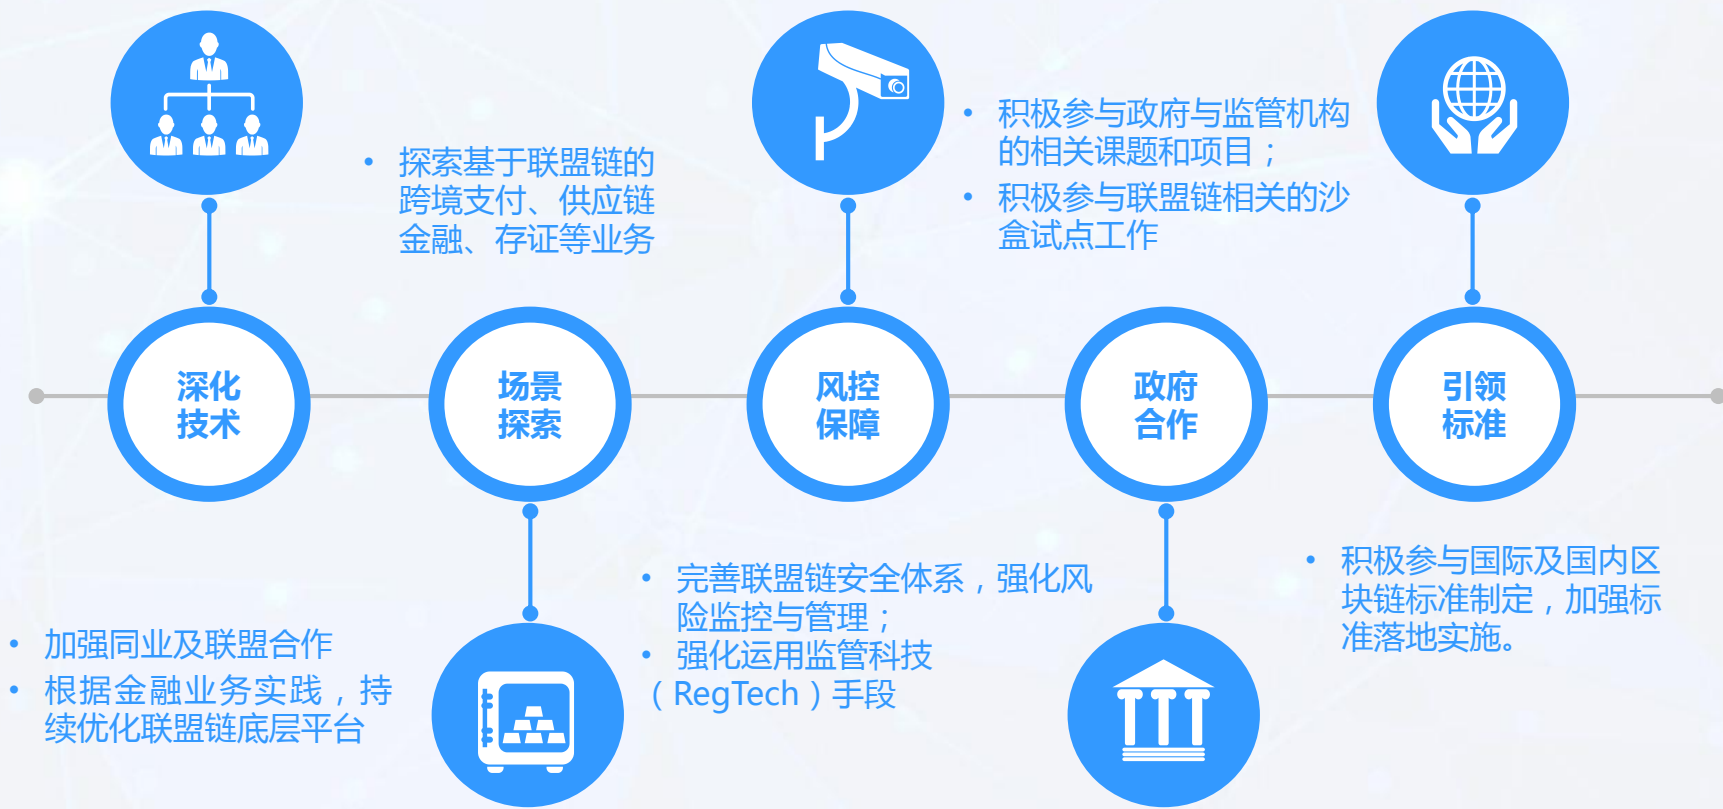 • 探索基于联盟链的
跨境支付、供应链
金融、存证等业务
• 积极参与政府与监管机构
的相关课题和项目；
• 积极参与联盟链相关的沙
盒试点工作
深化
技术
场景
探索
风控
保障
政府
合作
引领
标准
• 加强同业及联盟合作
• 根据金融业务实践，持
续优化联盟链底层平台
• 完善联盟链安全体系，强化风
险监控与管理；
• 强化运用监管科技
（RegTech）手段
• 积极参与国际及国内区
块链标准制定，加强标
准落地实施。